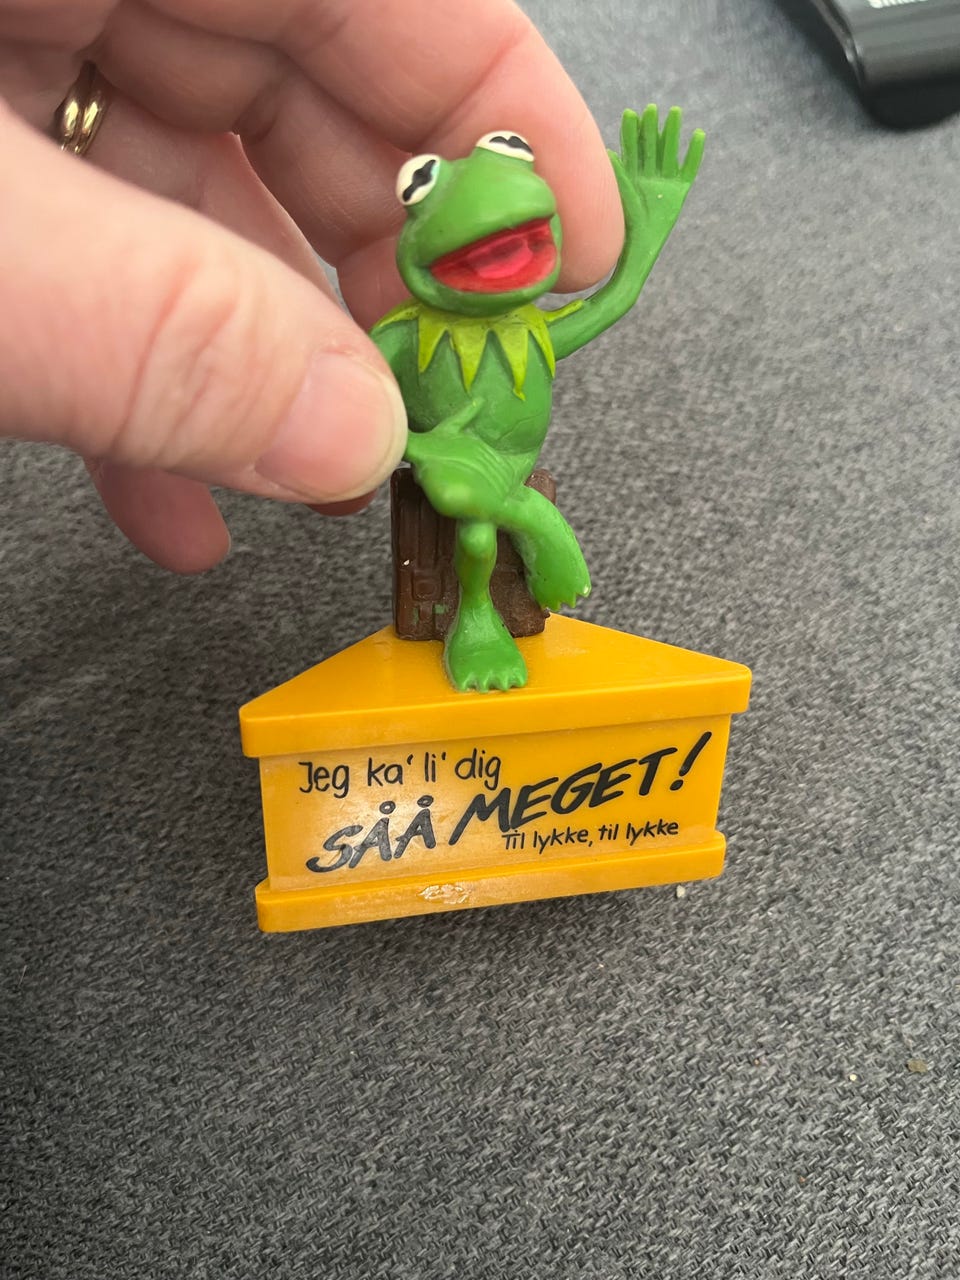 Jeg ka' li' dig
SÅÅ MEGET!
Til lykke, til lykke